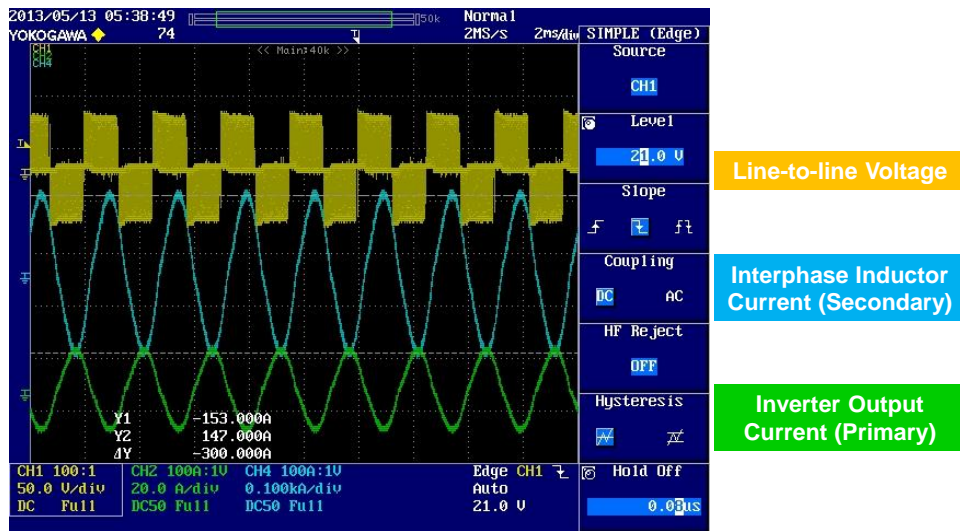 2013/05/13 05:38:49
50k
Normal
YOKOGAWA
74
2MS/s
2ms/div
CH1
CH2
CH4
<< Main:40k >>
SIMPLE (Edge)
Source
CH1
Level
21.0 V
Slope
Coupling
DC
AC
HF Reject
OFF
Hysteresis
Hold Off
0.08us
Line-to-line Voltage
Interphase Inductor
Current (Secondary)
Inverter Output
Current (Primary)
Y1 -153.000A
Y2 147.000A
ΔY -300.000A
CH1 100:1
50.0 V/div
DC Full
CH2 100A:1V
20.0 A/div
DC50 Full
CH4 100A:1V
0.100kA/div
DC50 Full
Edge CH1
Auto
21.0 V